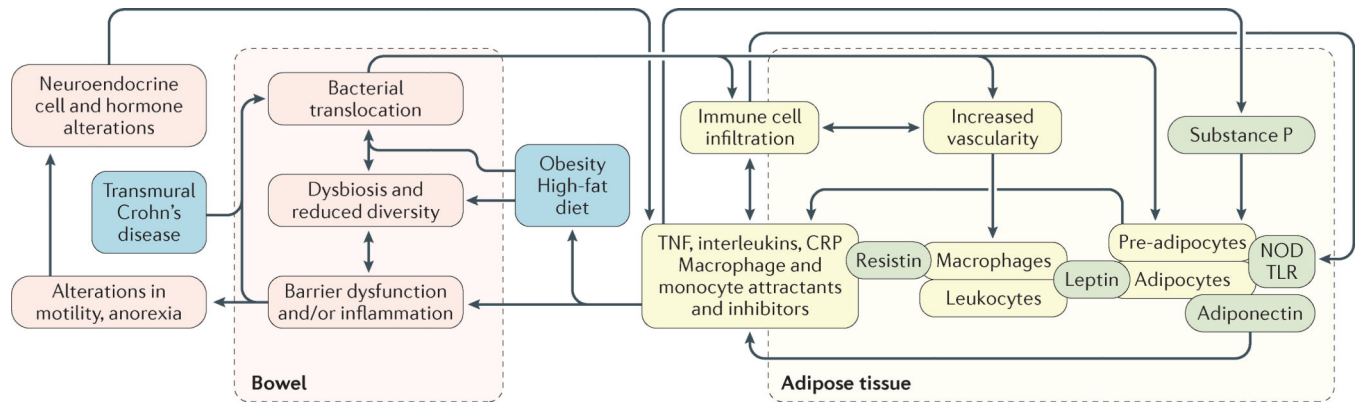 Neuroendocrine
cell and hormone
alterations
Transmural
Crohn's
disease
Alterations in
motility, anorexia
Bacterial
translocation
Dysbiosis and
reduced diversity
Barrier dysfunction
and/or inflammation
Bowel
Obesity
High-fat
diet
Immune cell
infiltration
Increased
vascularity
Substance P
TNF, interleukins, CRP
Macrophage and
monocyte attractants
and inhibitors
Resistin
Macrophages
Leukocytes
Leptin
Pre-adipocytes
Adipocytes
NOD
TLR
Adiponectin
Adipose tissue